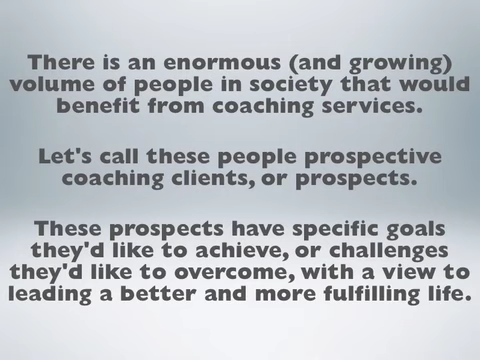 There is an enormous (and growing)
volume of people in society that would
benefit from coaching services.
Let's call these people prospective
coaching clients, or prospects.
These prospects have specific goals
they'd like to achieve, or challenges
they'd like to overcome, with a view to
leading a better and more fulfilling life.